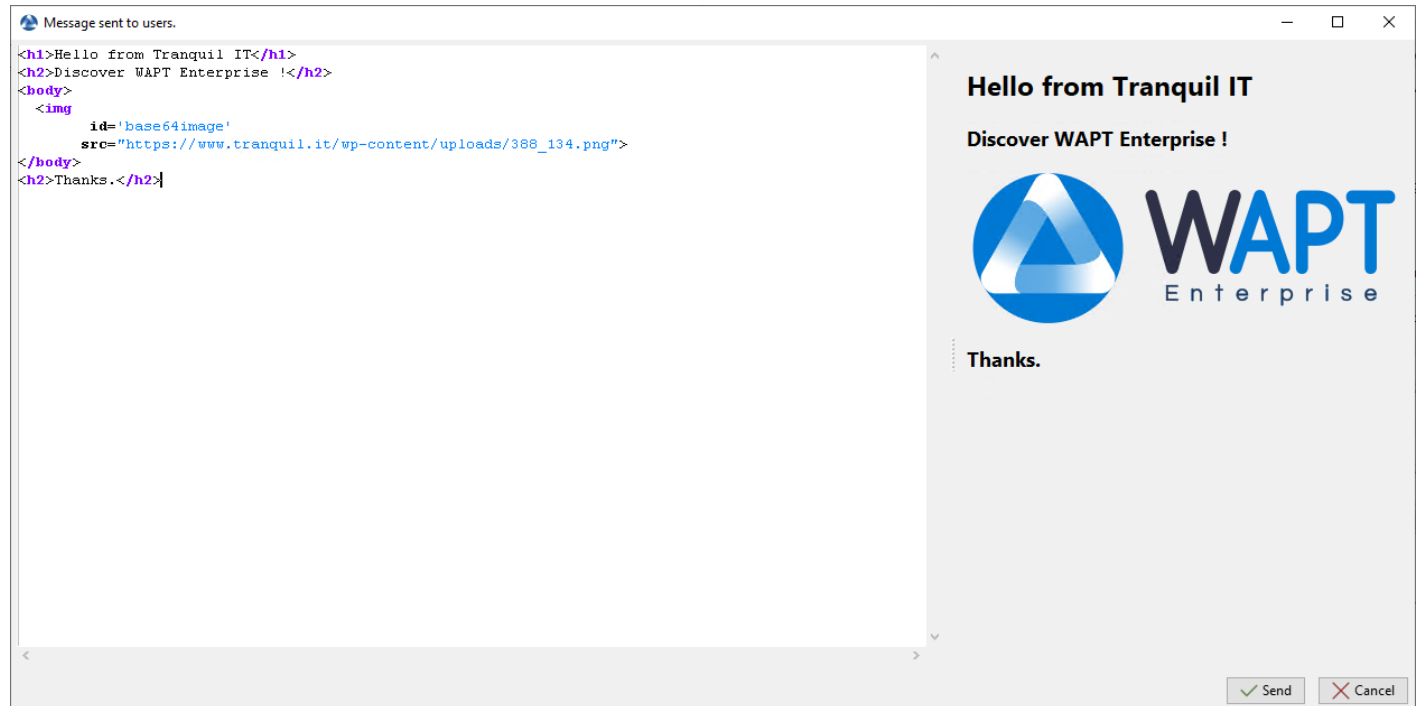 Message sent to users.
<h1>Hello from Tranquil IT</h1>
<h2>Discover WAPT Enterprise !</h2>
<body>
  <img
        id='base64image'
       src="https://www.tranquil.it/wp-content/uploads/388_134.png">
</body>
<h2>Thanks.</h2>
Hello from Tranquil IT
Discover WAPT Enterprise !
WAPT
Enterprise
Thanks.
Send
Cancel